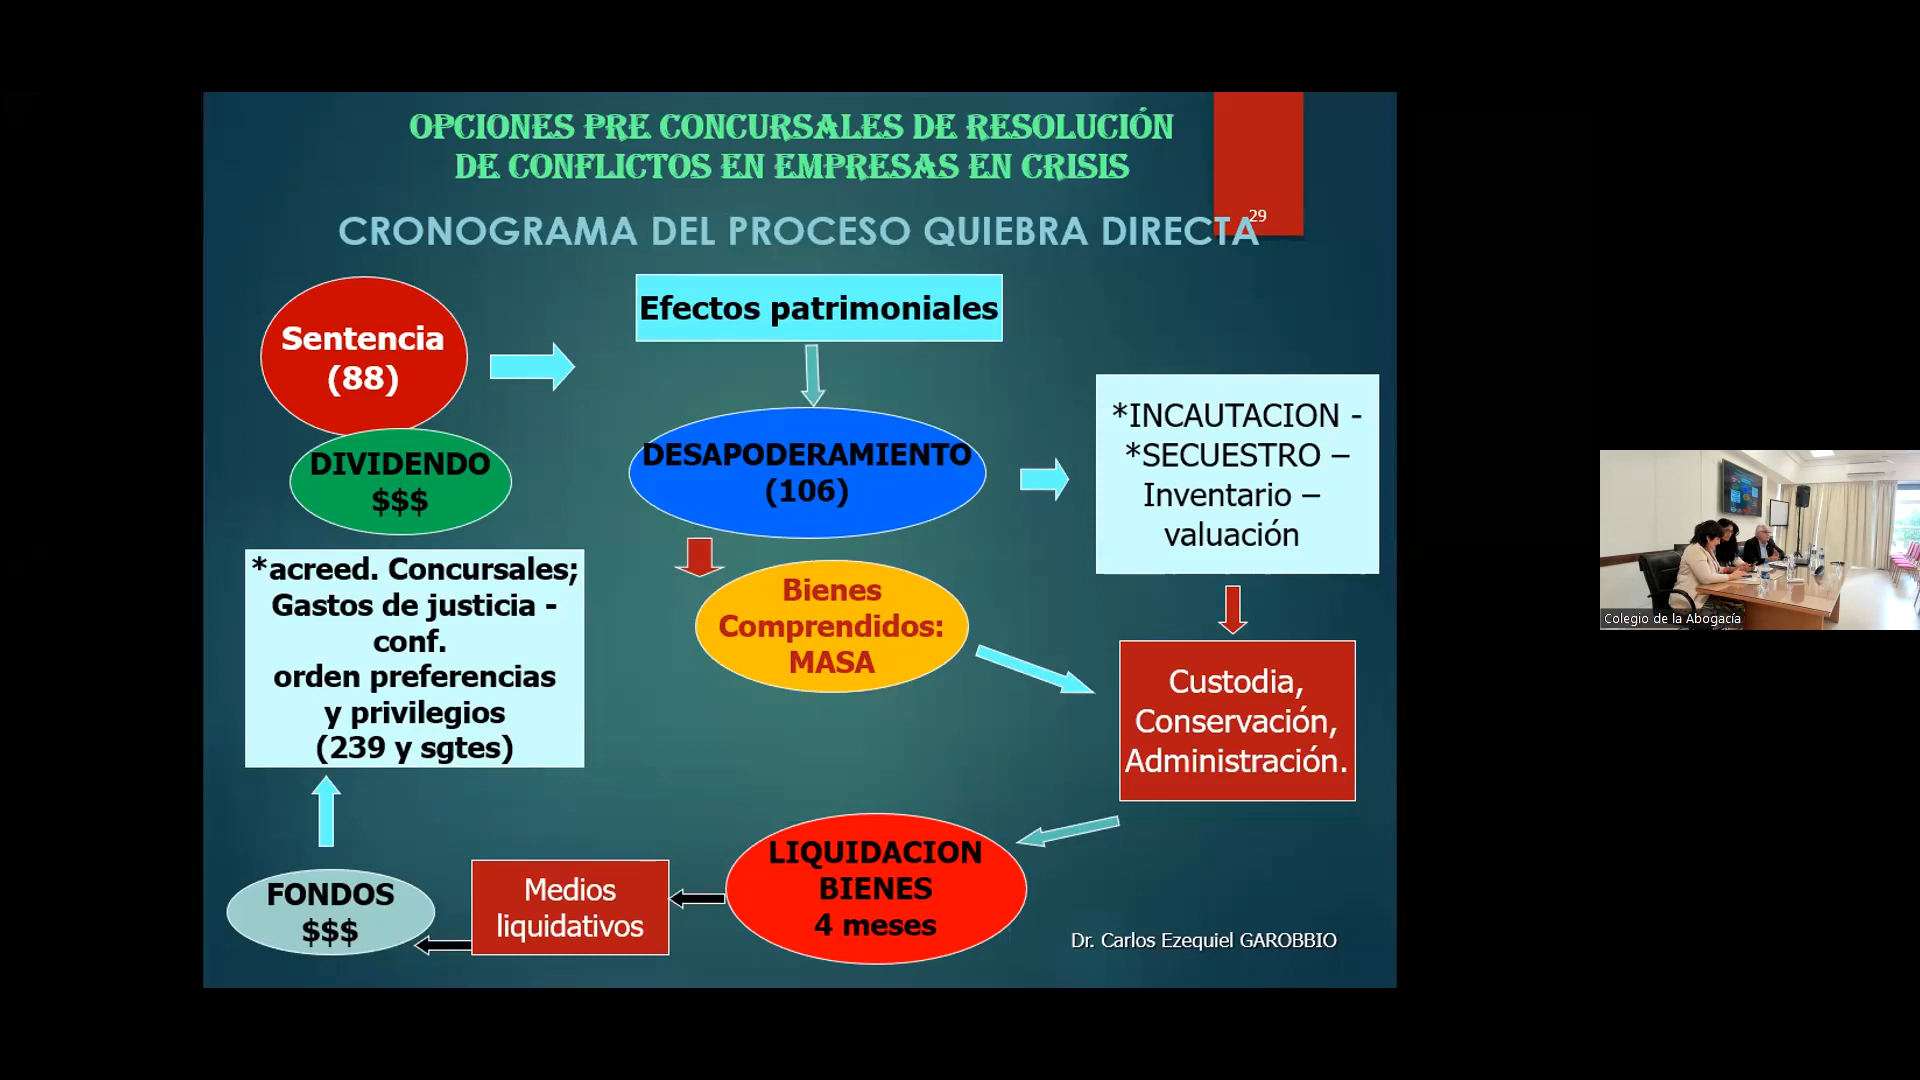 OPCIONES PRE CONCURSALES DE RESOLUCIÓN
DE CONFLICTOS EN EMPRESAS EN CRISIS
29
CRONOGRAMA DEL PROCESO QUIEBRA DIRECTA
Sentencia
(88)
Efectos patrimoniales
DIVIDENDO
$$$
DESAPODERAMIENTO
(106)
*INCAUTACION -
*SECUESTRO –
Inventario –
valuación
*acreed. Concursales;
Gastos de justicia -
conf.
orden preferencias
y privilegios
(239 y sgtes)
Bienes
Comprendidos:
MASA
Custodia,
Conservación,
Administración.
LIQUIDACION
BIENES
4 meses
Medios
liquidativos
FONDOS
$$$
Dr. Carlos Ezequiel GAROBBIO
Colegio de la Abogacía